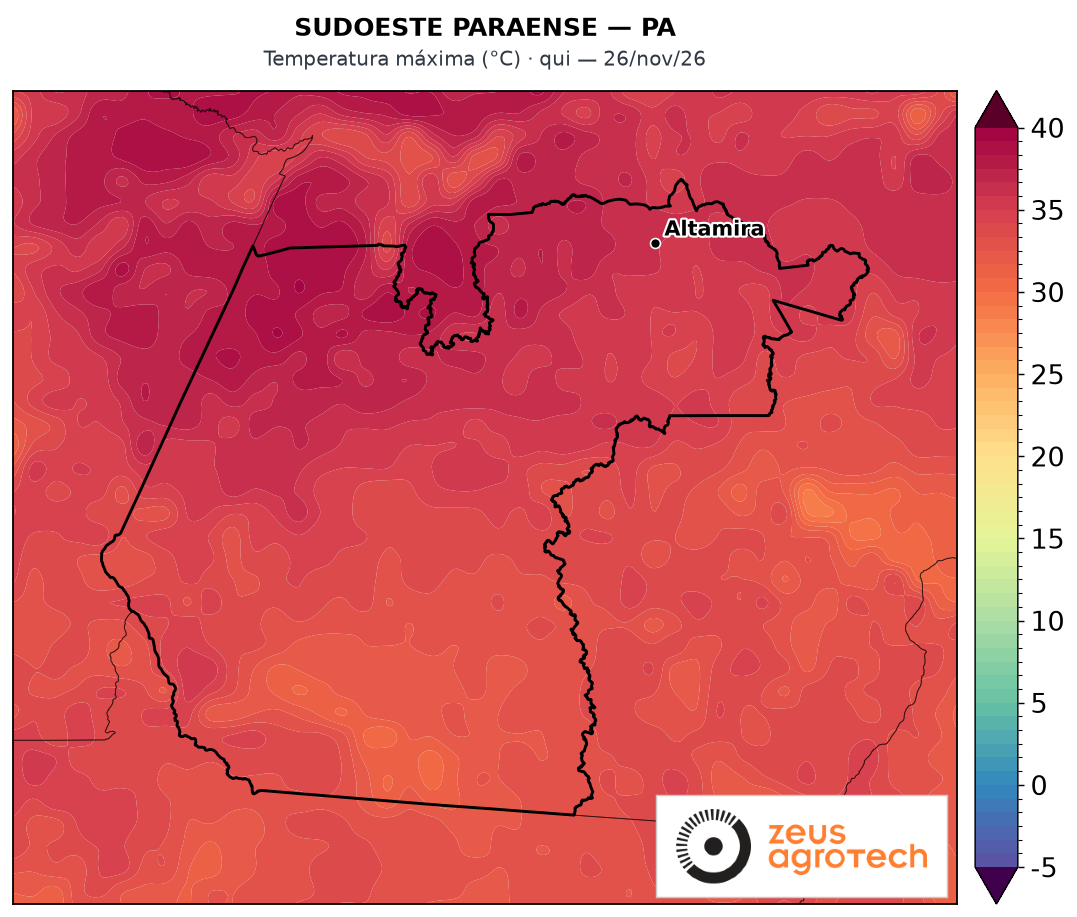 SUDOESTE PARAENSE — PA
Temperatura máxima (°C) · qui — 26/nov/26
Altamira
40
35
30
25
20
15
10
5
0
-5
zeus
agrotech